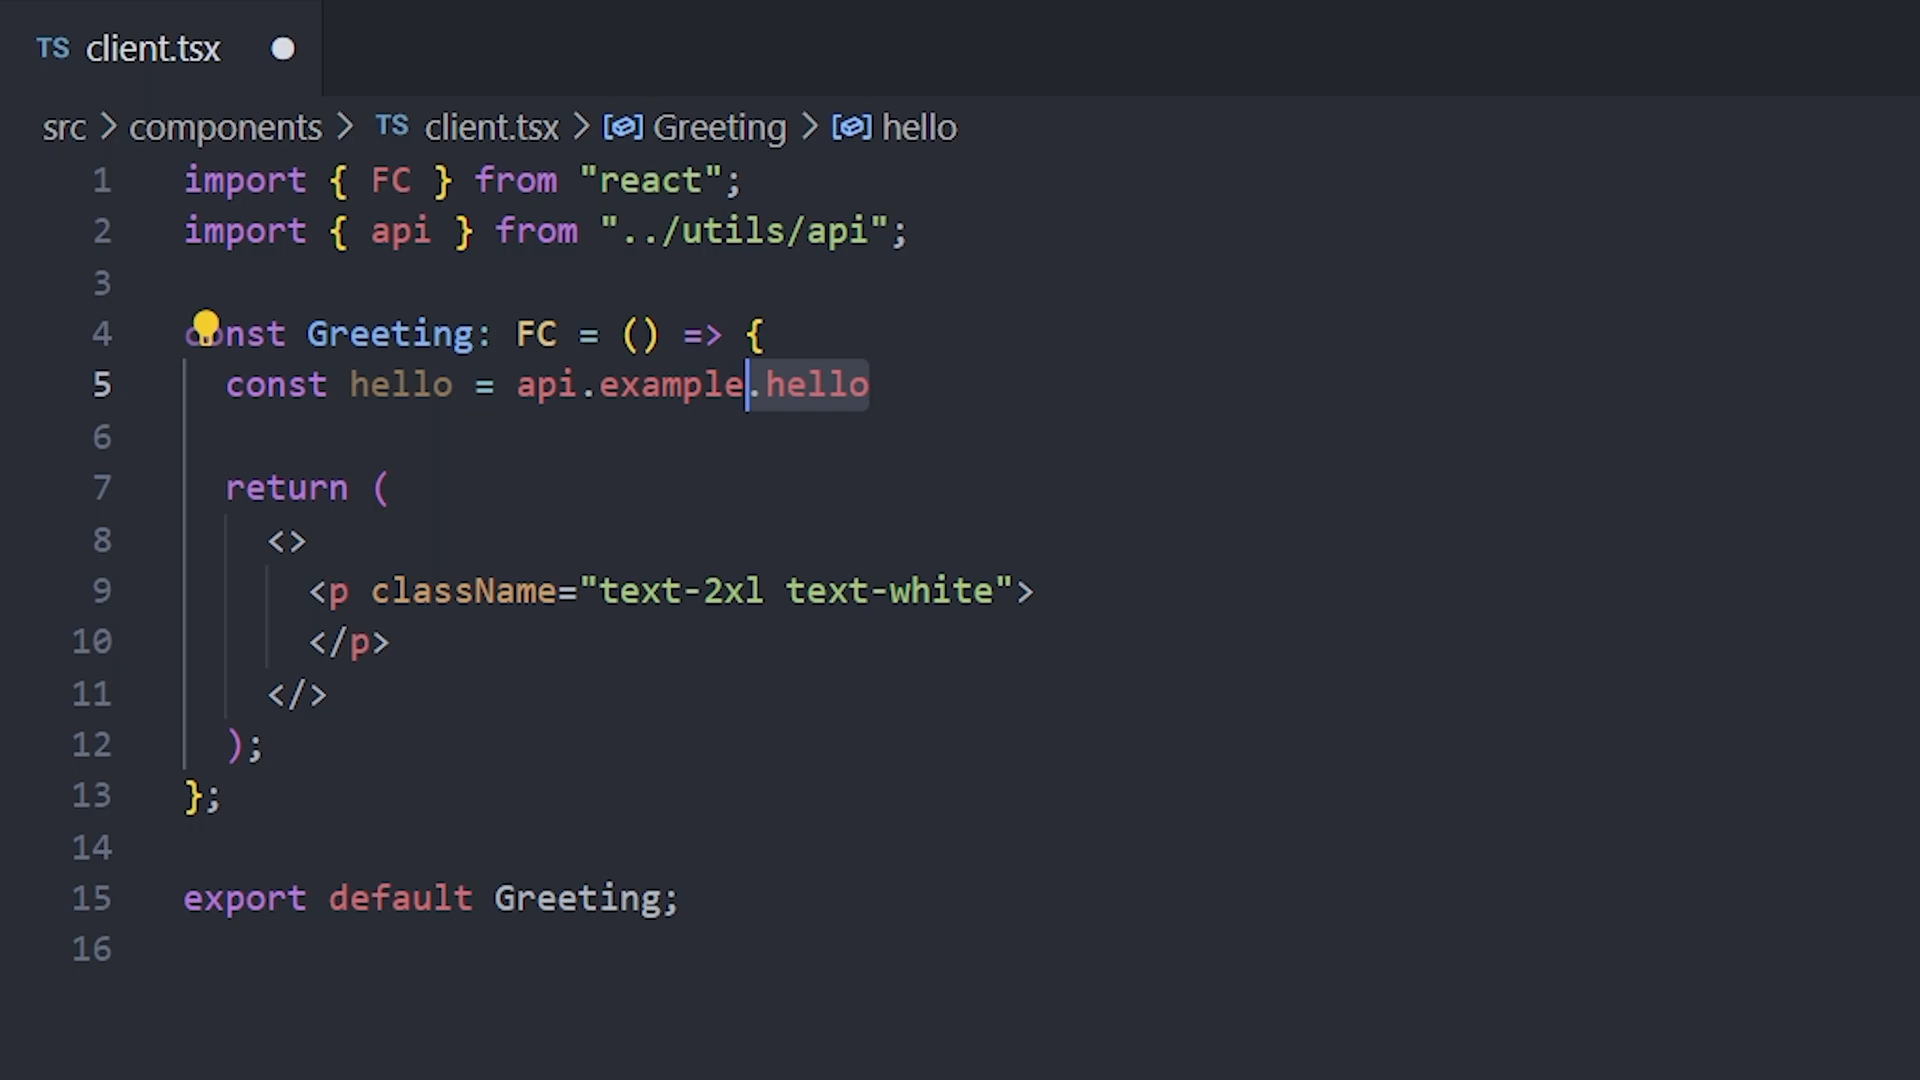 TS client.tsx
src > components > TS client.tsx > Greeting > hello
1 import { FC } from "react";
2 import { api } from "../utils/api";
3
4 const Greeting: FC = () => {
5 const hello = api.example.hello
6
7 return (
8 <>
9 <p className="text-2xl text-white">
10 </p>
11 </>
12 );
13 };
14
15 export default Greeting;
16